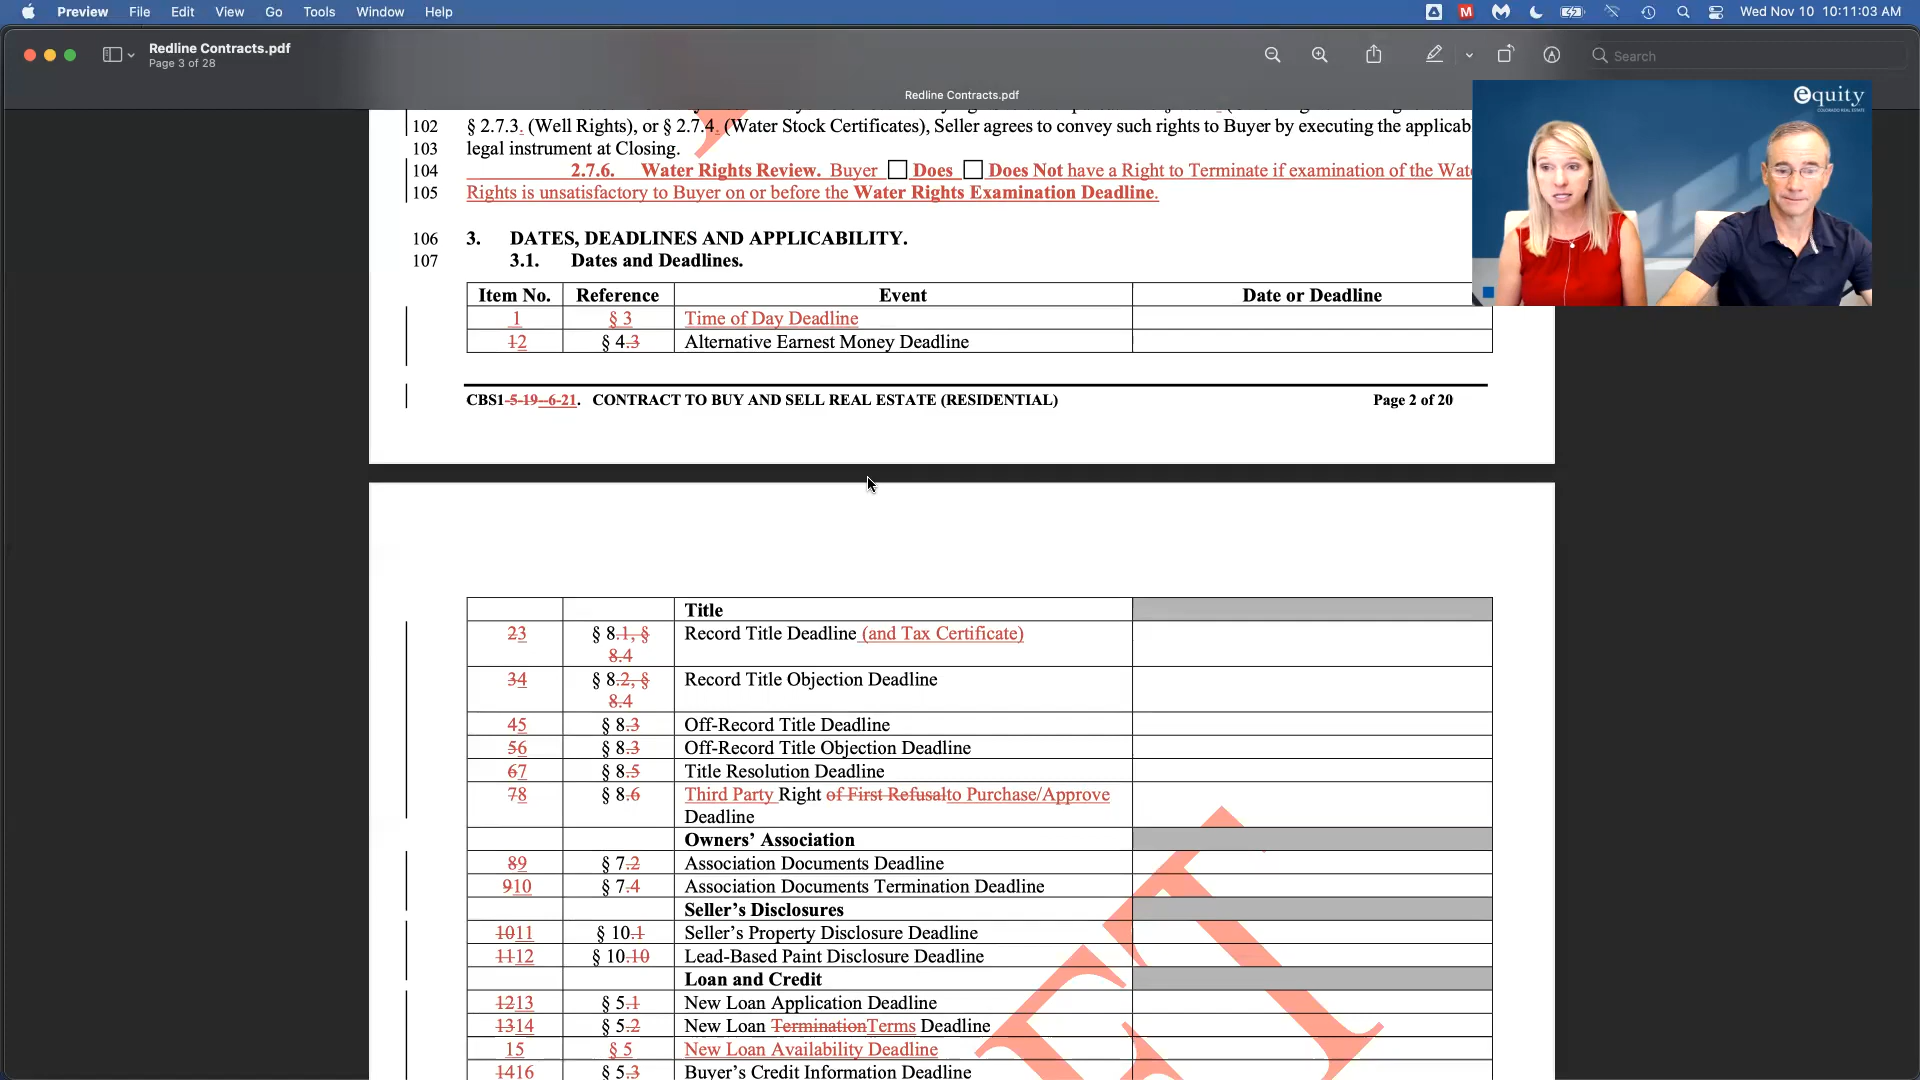 Preview File Edit View Go Tools Window Help Wed Nov 10 10:11:03 AM
Redline Contracts.pdf
Page 3 of 28
Search
Redline Contracts.pdf
equity
COLORADO REAL ESTATE
102 § 2.7.3. (Well Rights), or § 2.7.4. (Water Stock Certificates), Seller agrees to convey such rights to Buyer by executing the applicab
103 legal instrument at Closing.
104 2.7.6. Water Rights Review. Buyer Does Does Not have a Right to Terminate if examination of the Wat
105 Rights is unsatisfactory to Buyer on or before the Water Rights Examination Deadline.
106 3. DATES, DEADLINES AND APPLICABILITY.
107 3.1. Dates and Deadlines.
Item No. Reference Event Date or Deadline
1 § 3 Time of Day Deadline
12 § 4.3 Alternative Earnest Money Deadline
CBS1-5-19--6-21. CONTRACT TO BUY AND SELL REAL ESTATE (RESIDENTIAL) Page 2 of 20
Title
23 § 8.1, § 8.4 Record Title Deadline (and Tax Certificate)
34 § 8.2, § 8.4 Record Title Objection Deadline
45 § 8.3 Off-Record Title Deadline
56 § 8.3 Off-Record Title Objection Deadline
67 § 8.5 Title Resolution Deadline
78 § 8.6 Third Party Right of First Refusalto Purchase/Approve
Deadline
Owners' Association
89 § 7.2 Association Documents Deadline
910 § 7.4 Association Documents Termination Deadline
Seller's Disclosures
1011 § 10.1 Seller's Property Disclosure Deadline
1112 § 10.10 Lead-Based Paint Disclosure Deadline
Loan and Credit
1213 § 5.1 New Loan Application Deadline
1314 § 5.2 New Loan TerminationTerms Deadline
15 § 5 New Loan Availability Deadline
1416 § 5.3 Buyer's Credit Information Deadline